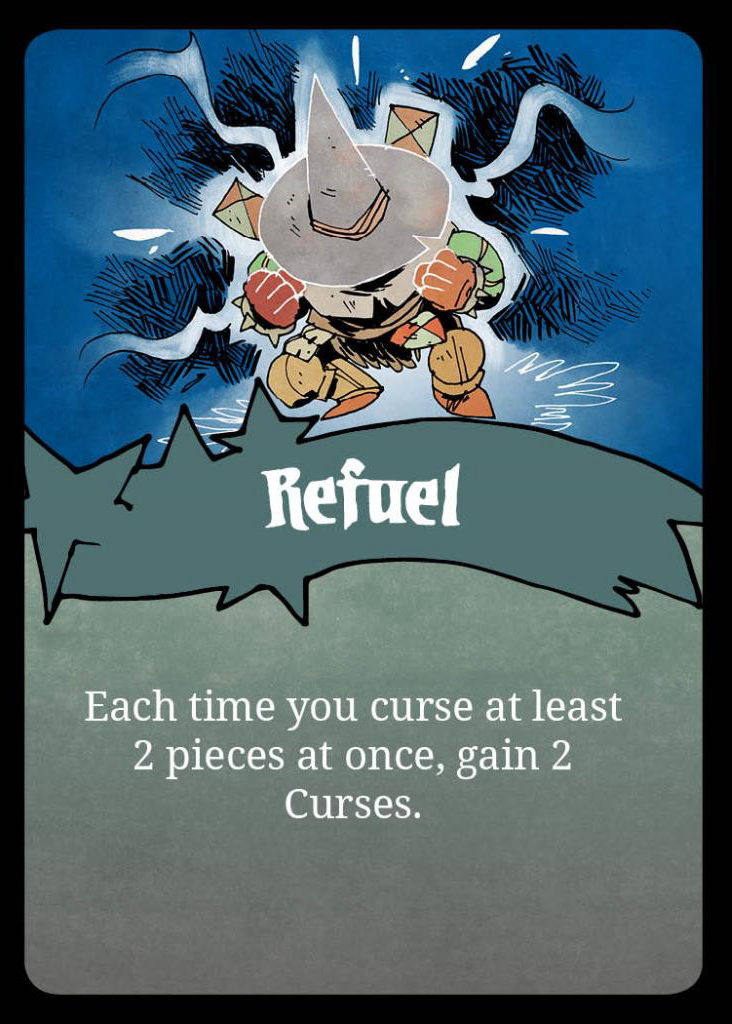 Refuel
Each time you curse at least
2 pieces at once, gain 2
Curses.